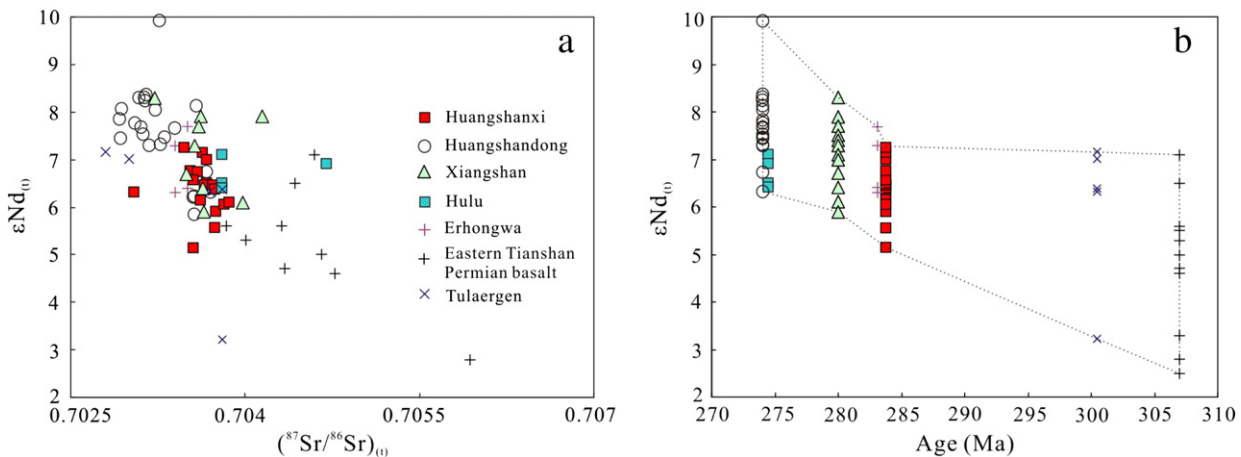 a
10
9
8
7
6
5
4
3
2
εNd(t)
0.7025
0.704
0.7055
0.707
(⁸⁷Sr/⁸⁶Sr)(t)
Huangshanxi
Huangshandong
Xiangshan
Hulu
Erhongwa
Eastern Tianshan
Permian basalt
Tulaergen
b
10
9
8
7
6
5
4
3
2
εNd(t)
270
275
280
285
290
295
300
305
310
Age (Ma)